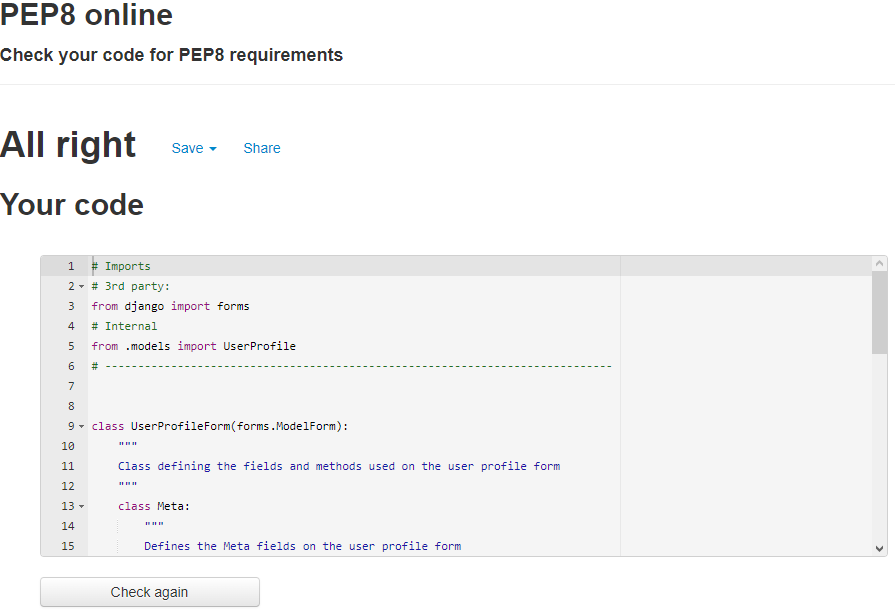 PEP8 online
Check your code for PEP8 requirements
All right Save Share
Your code
1 # Imports
2 # 3rd party:
3 from django import forms
4 # Internal
5 from .models import UserProfile
6 # -----------------------------------------------------------------------------
7
8
9 class UserProfileForm(forms.ModelForm):
10 """
11 Class defining the fields and methods used on the user profile form
12 """
13 class Meta:
14 """
15 Defines the Meta fields on the user profile form
Check again